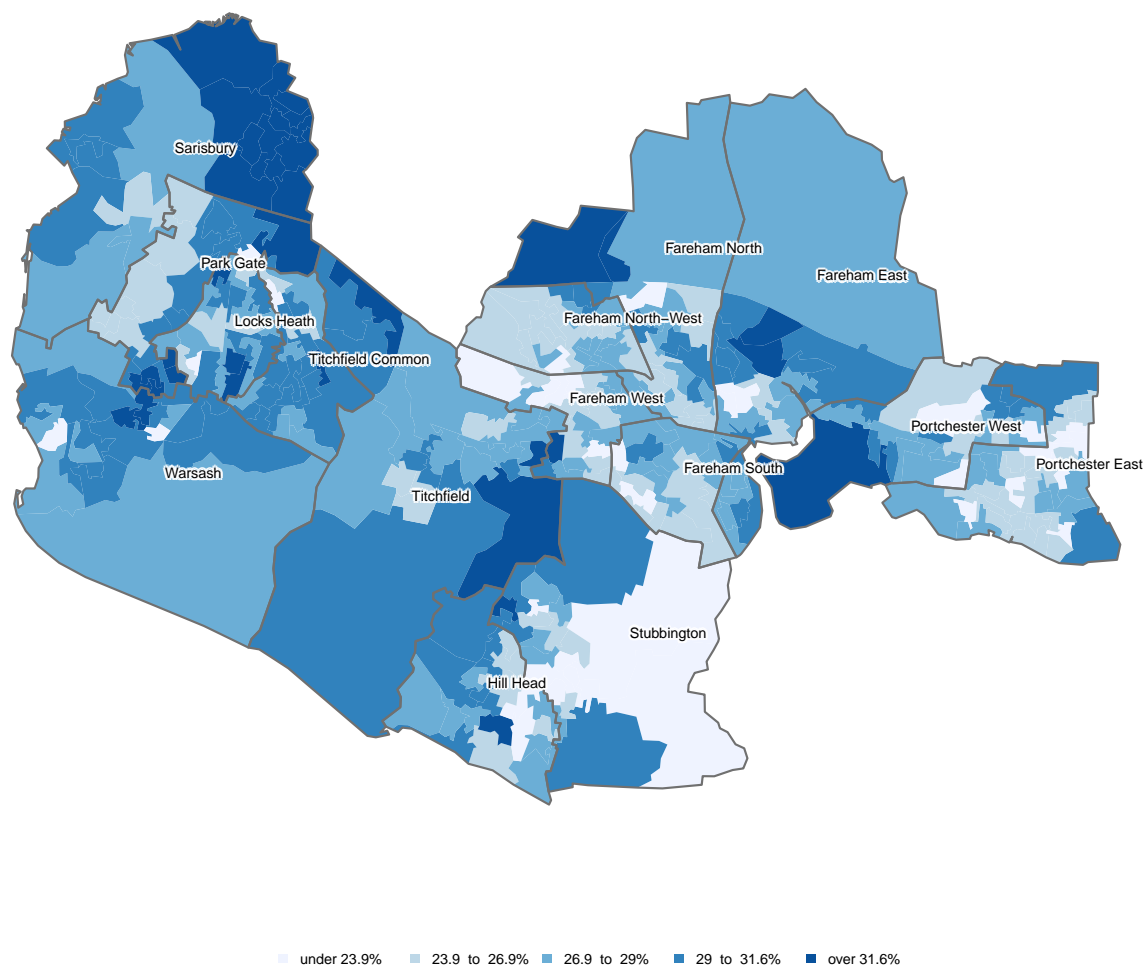 Sarisbury
Fareham North
Park Gate
Fareham East
Fareham North−West
Locks Heath
Titchfield Common
Fareham West
Portchester West
Portchester East
Fareham South
Warsash
Titchfield
Stubbington
Hill Head
under 23.9%
23.9 to 26.9%
26.9 to 29%
29 to 31.6%
over 31.6%